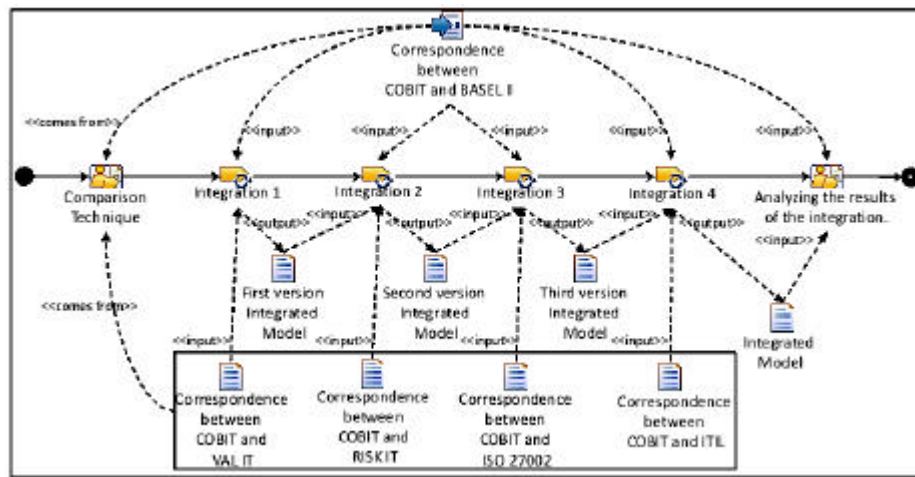 Correspondence
between
COBIT and BASEL II
<<comes from>>
<<input>>
<<input>>
<<input>>
<<input>>
<<input>>
Comparison
Technique
Integration 1
Integration 2
Integration 3
Integration 4
Analyzing the results
of the integration..
<<output>>
<<input>>
<<output>>
<<input>>
<<output>>
<<input>>
<<output>>
<<input>>
First version
Integrated
Model
Second version
Integrated
Model
Third version
Integrated
Model
Integrated
Model
<<comes from>>
<<input>>
<<input>>
<<input>>
<<input>>
Correspondence
between
COBIT and
VAL IT
Correspondence
between
COBIT and
RISK IT
Correspondence
between
COBIT and
ISO 27002
Correspondence
between
COBIT and ITIL